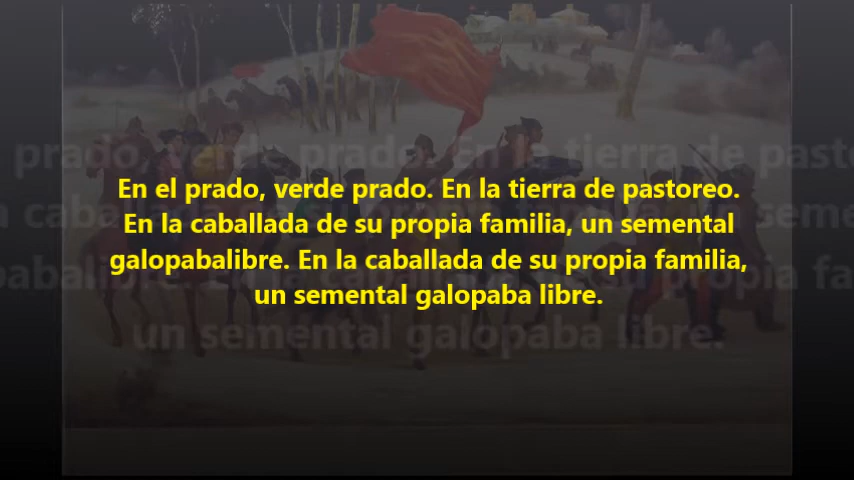 En el prado, verde prado. En la tierra de pastoreo.
En la caballada de su propia familia, un semental
galopabalibre. En la caballada de su propia familia,
un semental galopaba libre.